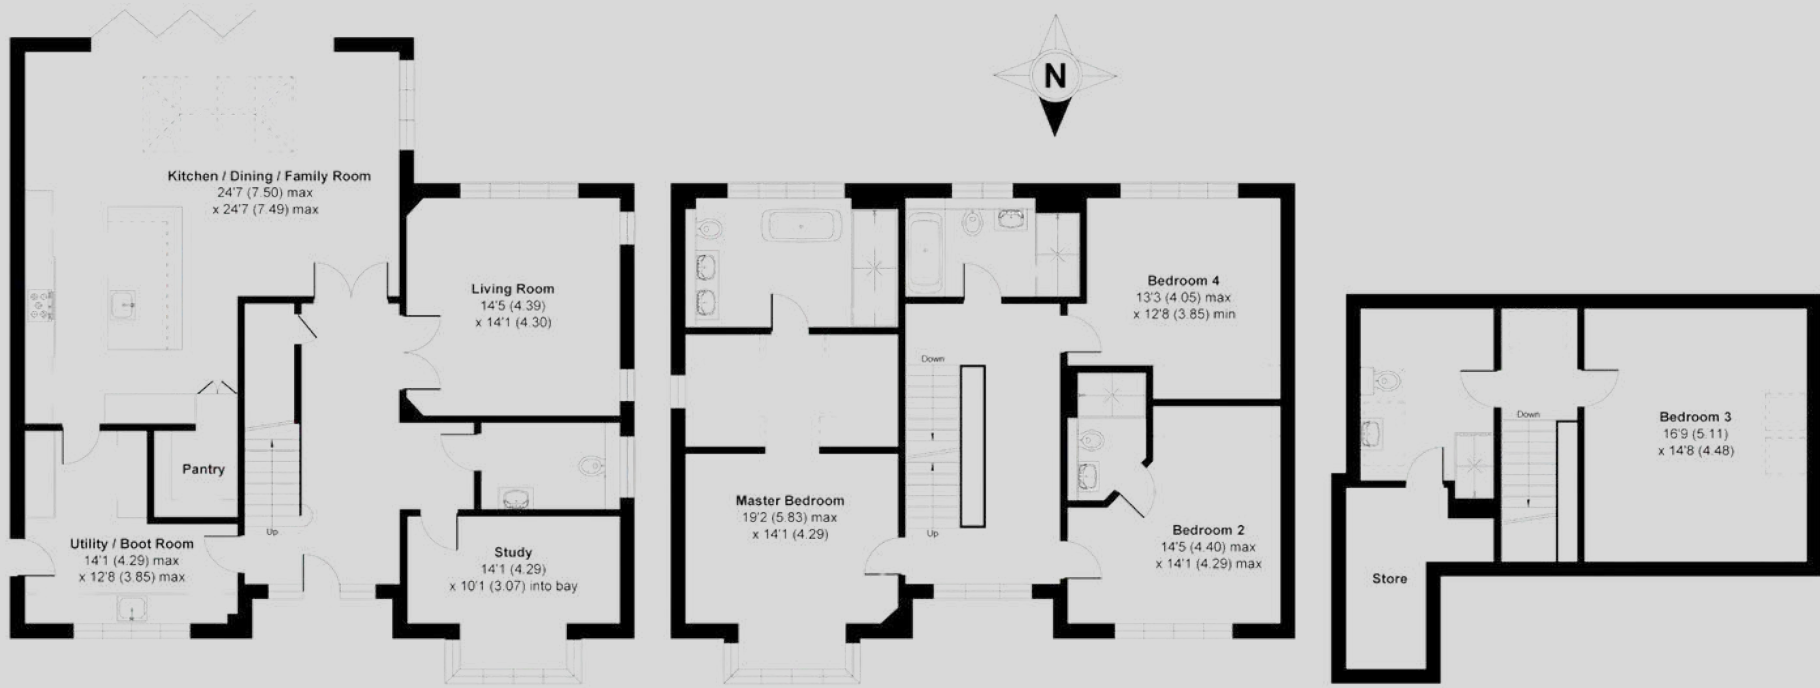 N
Kitchen / Dining / Family Room
24'7 (7.50) max
x 24'7 (7.49) max
Living Room
14'5 (4.39)
x 14'1 (4.30)
Pantry
Up
Utility / Boot Room
14'1 (4.29) max
x 12'8 (3.85) max
Study
14'1 (4.29)
x 10'1 (3.07) into bay
Bedroom 4
13'3 (4.05) max
x 12'8 (3.85) min
Down
Master Bedroom
19'2 (5.83) max
x 14'1 (4.29)
Up
Bedroom 2
14'5 (4.40) max
x 14'1 (4.29) max
Down
Bedroom 3
16'9 (5.11)
x 14'8 (4.48)
Store